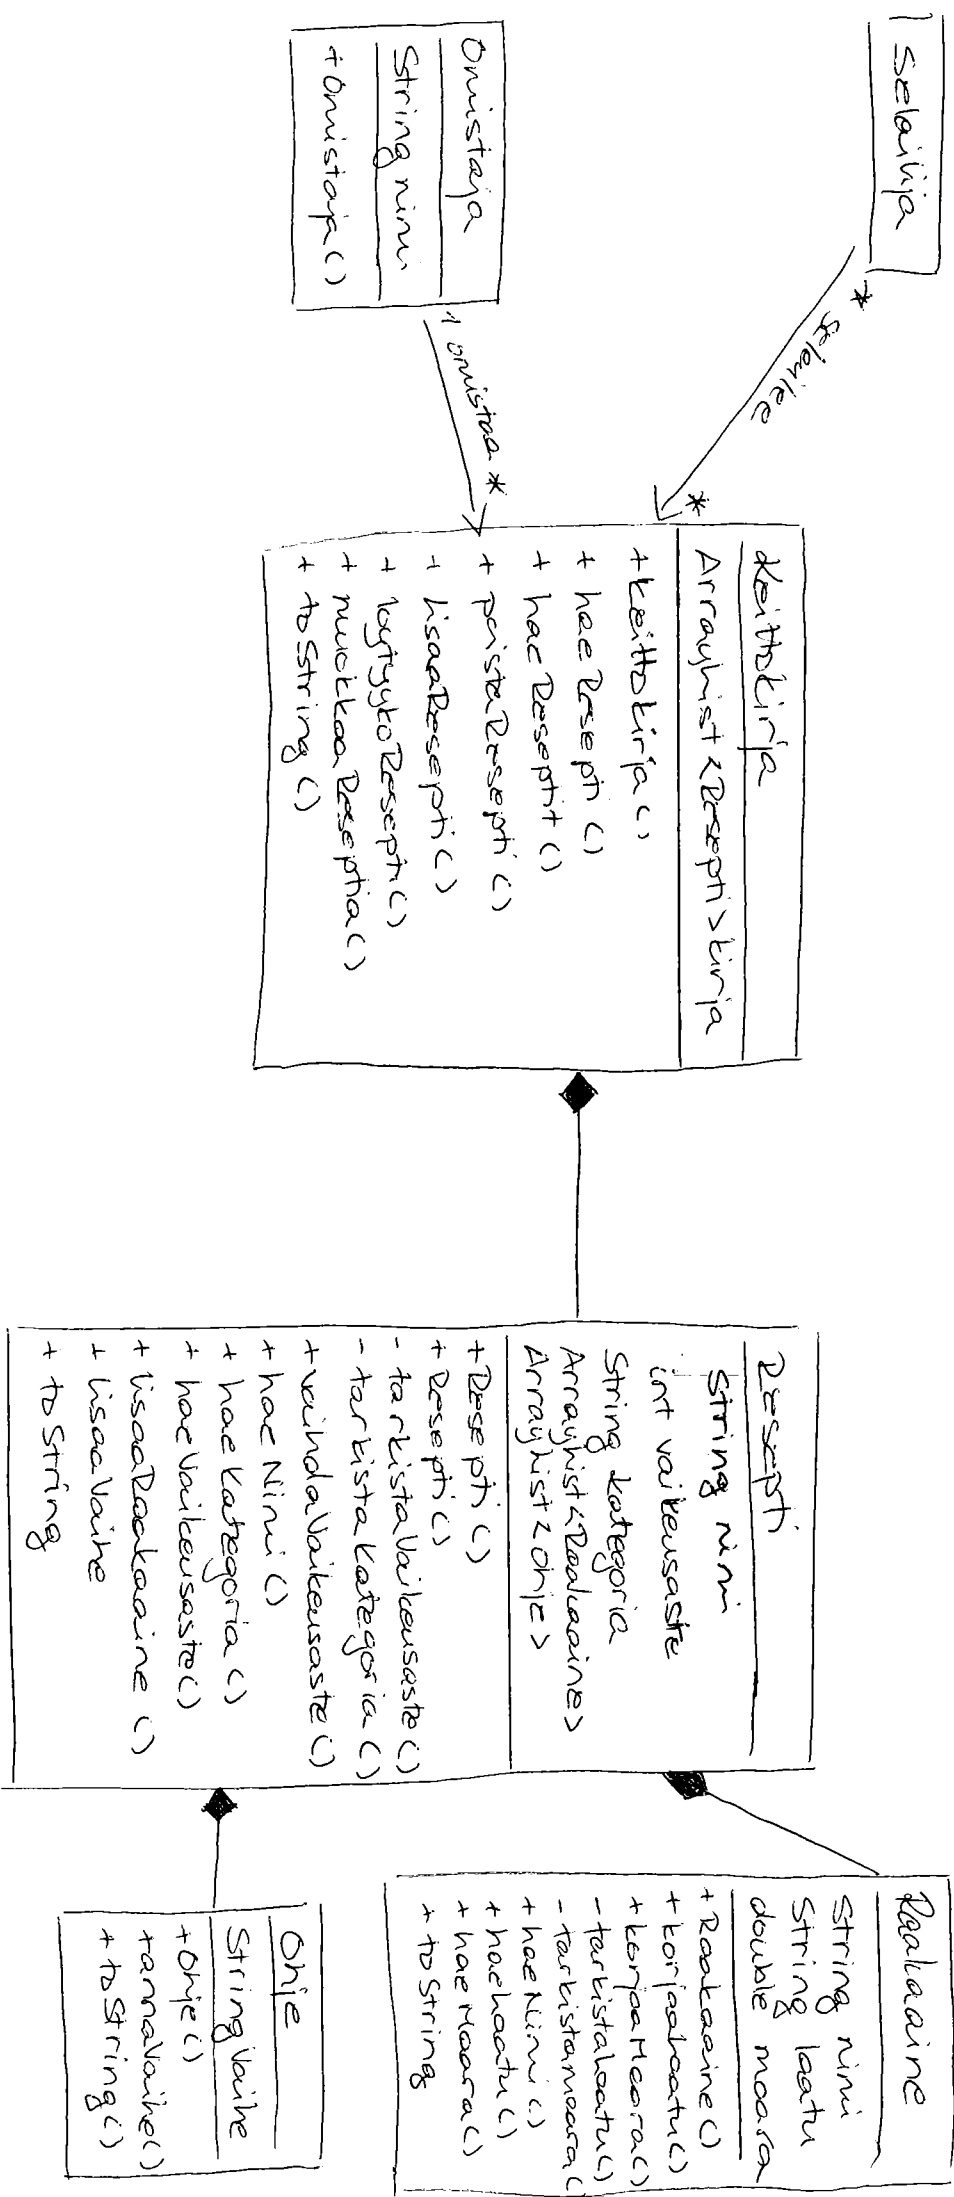 Selailija
* selailee
*
Omistaja
String nimi
+ Omistaja()
1 omistaa *
Keittokirja
ArrayList<Resepti> kirja
+ keittokirja()
+ haeResepti()
+ haeReseptit()
+ poistaResepti()
+ lisaaResepti()
+ loytyykoResepti()
+ muokkaaReseptia()
+ toString()
Resepti
String nimi
int vaikeusaste
String kategoria
ArrayList<Raakaaine>
ArrayList<Ohje>
+ Resepti()
+ Resepti()
- tarkistaVaikeusaste()
- tarkistaKategoria()
+ vaihdaVaikeusaste()
+ haeNimi()
+ haeKategoria()
+ haeVaikeusaste()
+ lisaaRaakaaine()
+ lisaaVaihe
+ toString
Raakaaine
String nimi
String laatu
double maara
+ Raakaaine()
+ korjaaLaatu()
+ korjaaMaara()
- tarkistaLaatu()
- tarkistamaara(
+ haeNimi()
+ haeLaatu()
+ haeMaara()
+ toString
Ohje
String Vaihe
+ Ohje()
+ annaVaihe()
+ toString()